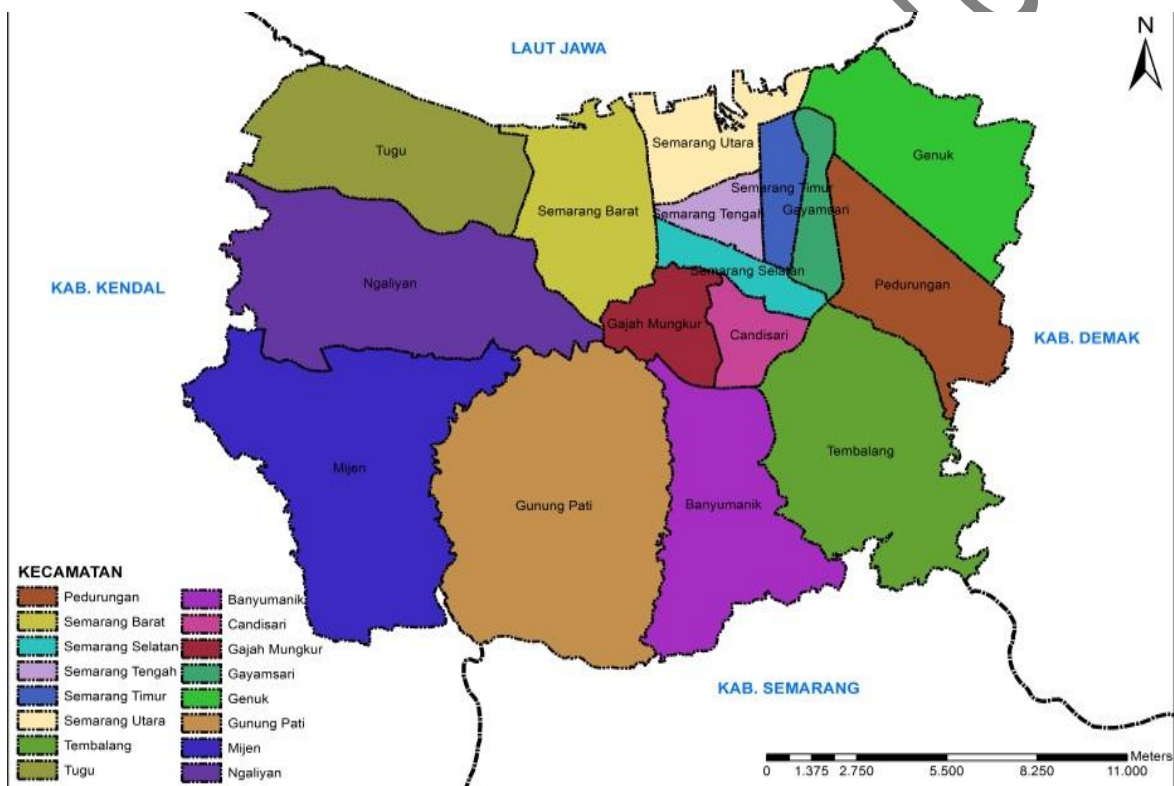 LAUT JAWA
N
Tugu
Semarang Utara
Genuk
Semarang Timur
Semarang Barat
Semarang Tengah
Gayamsari
Semarang Selatan
KAB. KENDAL
Ngaliyan
Pedurungan
Gajah Mungkur
Candisari
KAB. DEMAK
Mijen
Tembalang
Gunung Pati
Banyumanik
KAB. SEMARANG
KECAMATAN
Pedurungan
Semarang Barat
Semarang Selatan
Semarang Tengah
Semarang Timur
Semarang Utara
Tembalang
Tugu
Banyumanik
Candisari
Gajah Mungkur
Gayamsari
Genuk
Gunung Pati
Mijen
Ngaliyan
Meters
0 1.375 2.750 5.500 8.250 11.000